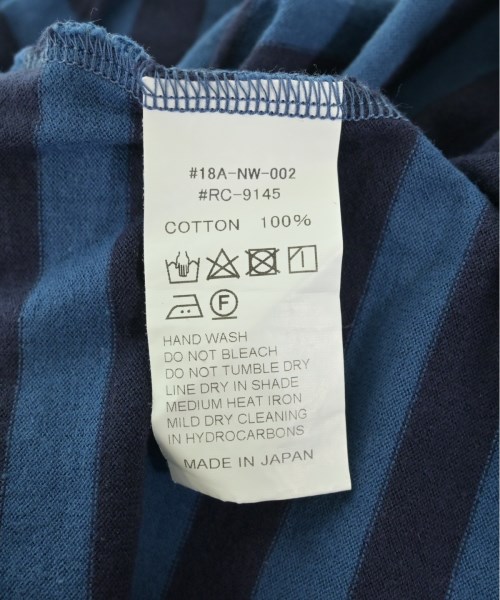 #18A-NW-002
#RC-9145
COTTON 100%
F
HAND WASH
DO NOT BLEACH
DO NOT TUMBLE DRY
LINE DRY IN SHADE
MEDIUM HEAT IRON
MILD DRY CLEANING
IN HYDROCARBONS
MADE IN JAPAN